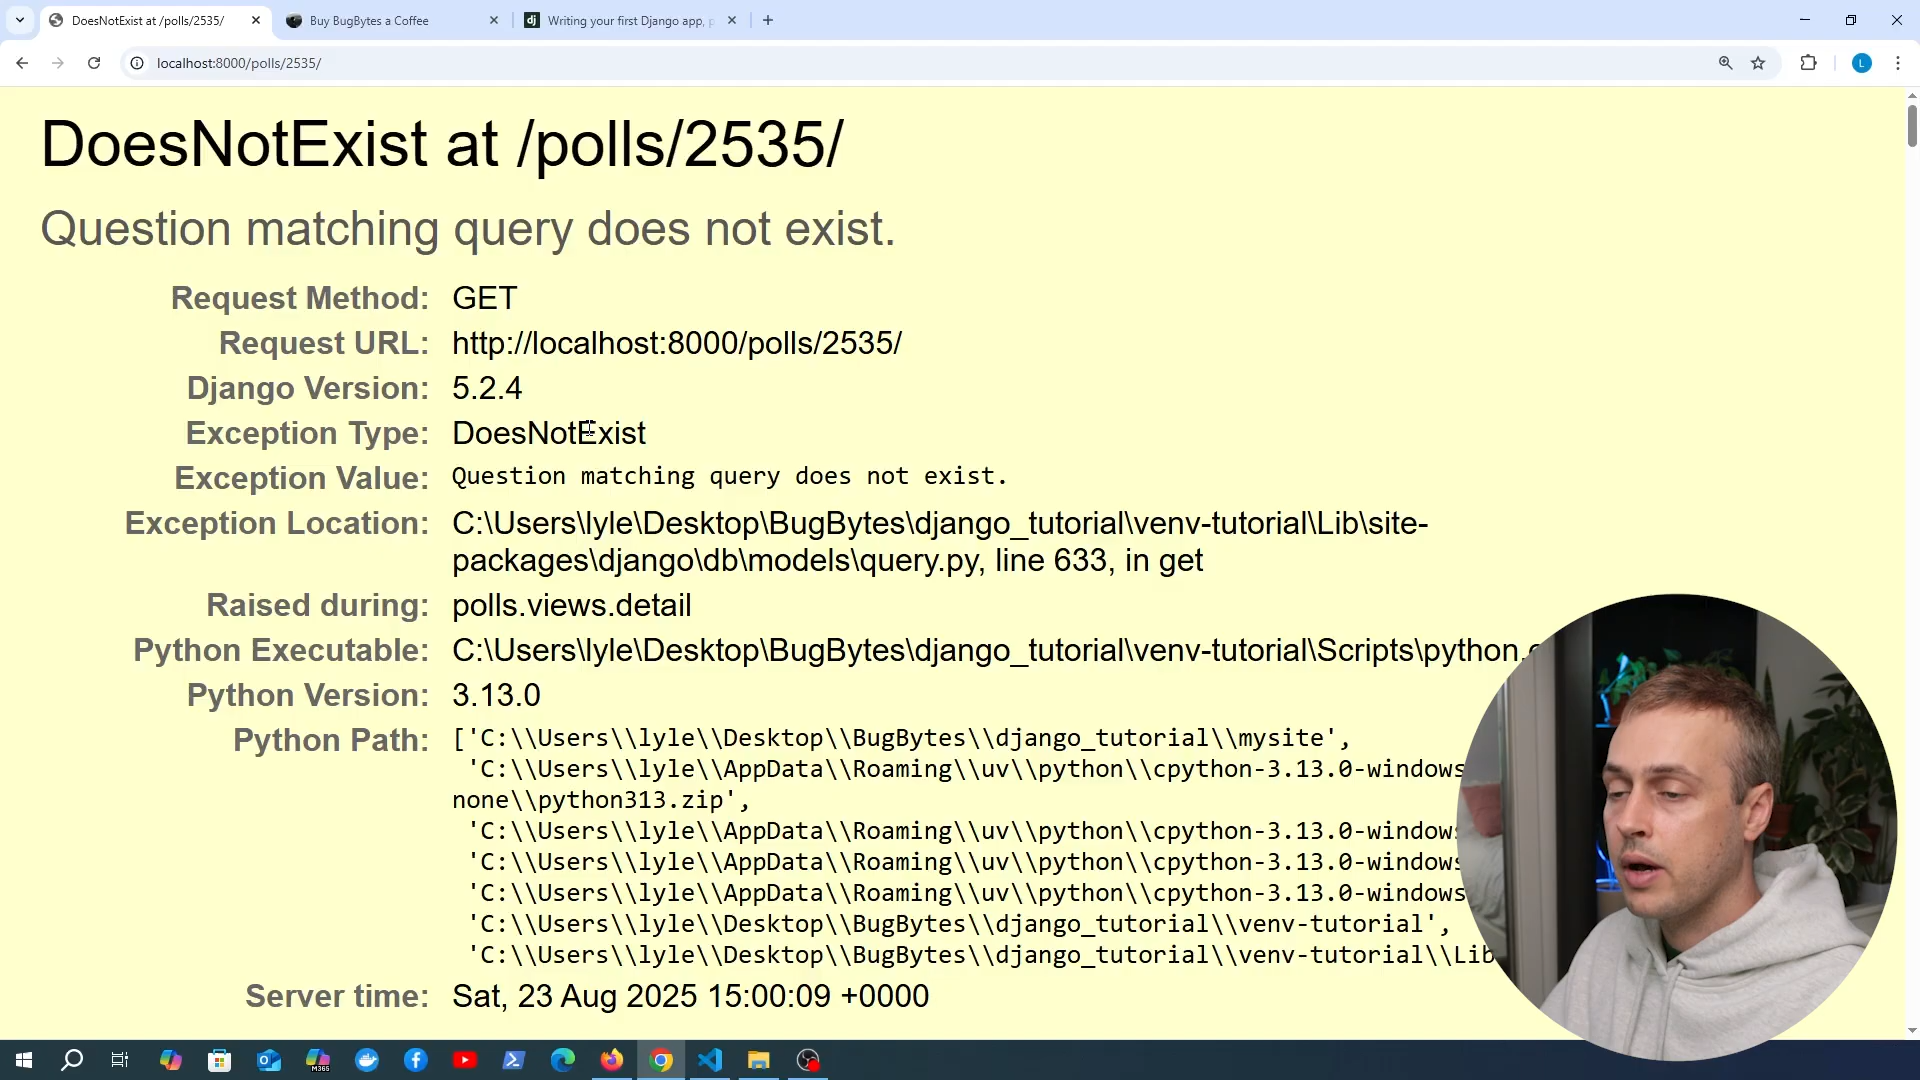 DoesNotExist at /polls/2535/
Buy BugBytes a Coffee
dj
Writing your first Django app, p
localhost:8000/polls/2535/
L
DoesNotExist at /polls/2535/
Question matching query does not exist.
Request Method: GET
Request URL: http://localhost:8000/polls/2535/
Django Version: 5.2.4
Exception Type: DoesNotExist
Exception Value: Question matching query does not exist.
Exception Location: C:\Users\lyle\Desktop\BugBytes\django_tutorial\venv-tutorial\Lib\site-
packages\django\db\models\query.py, line 633, in get
Raised during: polls.views.detail
Python Executable: C:\Users\lyle\Desktop\BugBytes\django_tutorial\venv-tutorial\Scripts\python.
Python Version: 3.13.0
Python Path: ['C:\\Users\\lyle\\Desktop\\BugBytes\\django_tutorial\\mysite',
'C:\\Users\\lyle\\AppData\\Roaming\\uv\\python\\cpython-3.13.0-windows
none\\python313.zip',
'C:\\Users\\lyle\\AppData\\Roaming\\uv\\python\\cpython-3.13.0-windows
'C:\\Users\\lyle\\AppData\\Roaming\\uv\\python\\cpython-3.13.0-windows
'C:\\Users\\lyle\\AppData\\Roaming\\uv\\python\\cpython-3.13.0-windows
'C:\\Users\\lyle\\Desktop\\BugBytes\\django_tutorial\\venv-tutorial',
'C:\\Users\\lyle\\Desktop\\BugBytes\\django_tutorial\\venv-tutorial\\Lib
Server time: Sat, 23 Aug 2025 15:00:09 +0000
M365